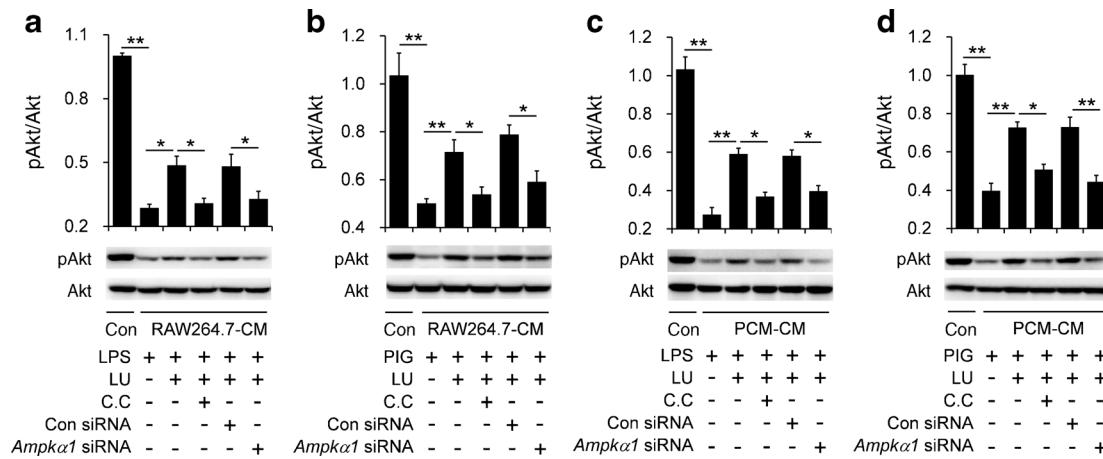 a b c d
** ** ** **
1.1 1.2 1.2 1.2
** * ** * ** * ** **
* * * * *
pAkt/Akt pAkt/Akt pAkt/Akt pAkt/Akt
0.8 1.0 1.0 1.0
0.8 0.8 0.8
0.5 0.6 0.6 0.6
0.4 0.4
0.2 0.4 0.2 0.2
pAkt pAkt pAkt pAkt
Akt Akt Akt Akt
Con RAW264.7-CM Con RAW264.7-CM Con PCM-CM Con PCM-CM
LPS + + + + + PIG + + + + + LPS + + + + + PIG + + + + +
LU - + + + + LU - + + + + LU - + + + + LU - + + + +
C.C - - + - - C.C - - + - - C.C - - + - - C.C - - + - -
Con siRNA - - - + - Con siRNA - - - + - Con siRNA - - - + - Con siRNA - - - + -
Ampkα1 siRNA - - - - + Ampkα1 siRNA - - - - + Ampkα1 siRNA - - - - + Ampkα1 siRNA - - - - +